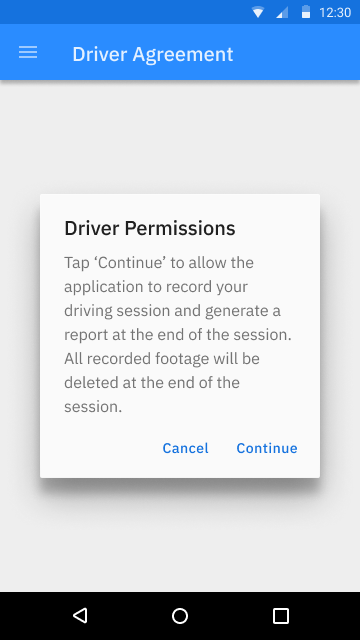 12:30
Driver Agreement
Driver Permissions
Tap ‘Continue’ to allow the
application to record your
driving session and generate a
report at the end of the session.
All recorded footage will be
deleted at the end of the
session.
Cancel Continue